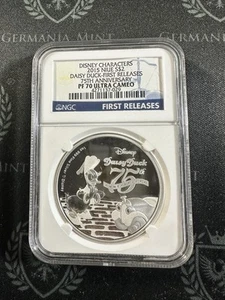 GERMANIA MINT
DISNEY CHARACTERS
2015 NIUE S$2
DAISY DUCK-FIRST RELEASES
75TH ANNIVERSARY
PF 70 ULTRA CAMEO
NGC
FIRST RELEASES
Disney
Daisy Duck
75th